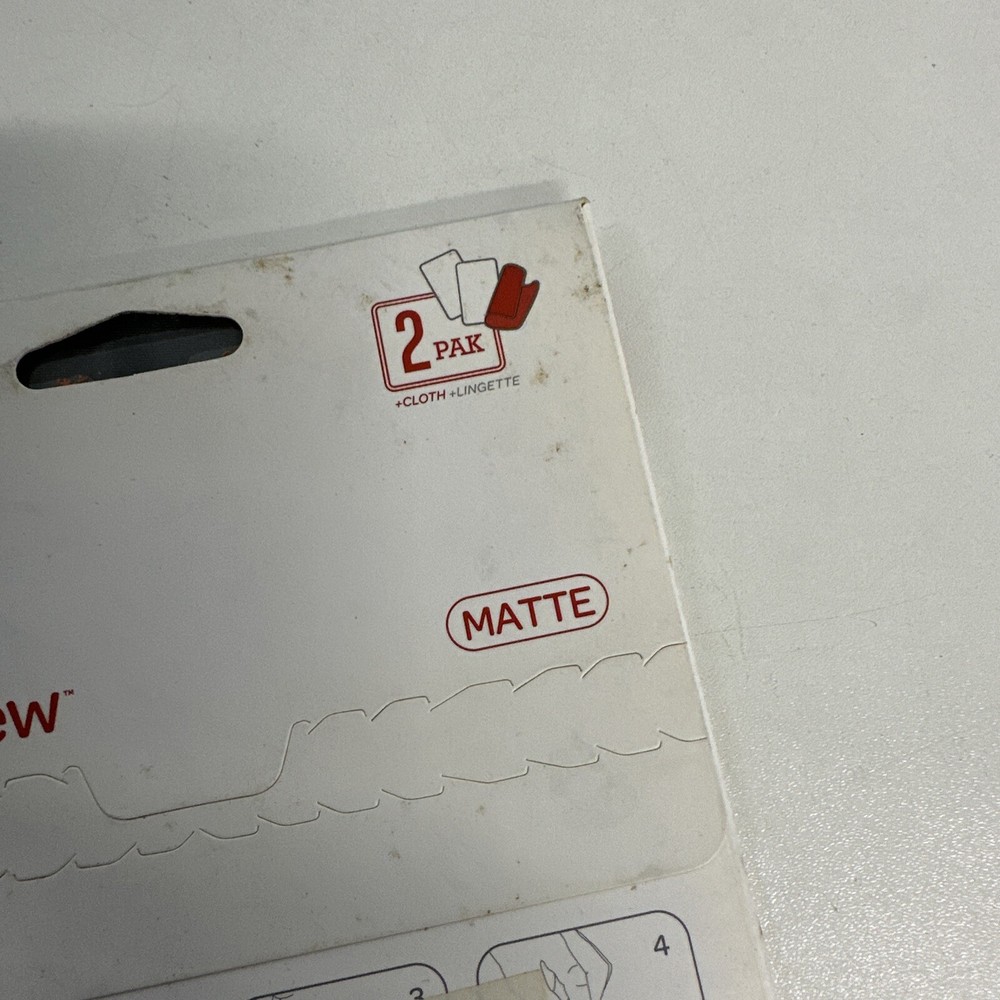 2 PAK
+CLOTH +LINGETTE
MATTE
ew™
3
4